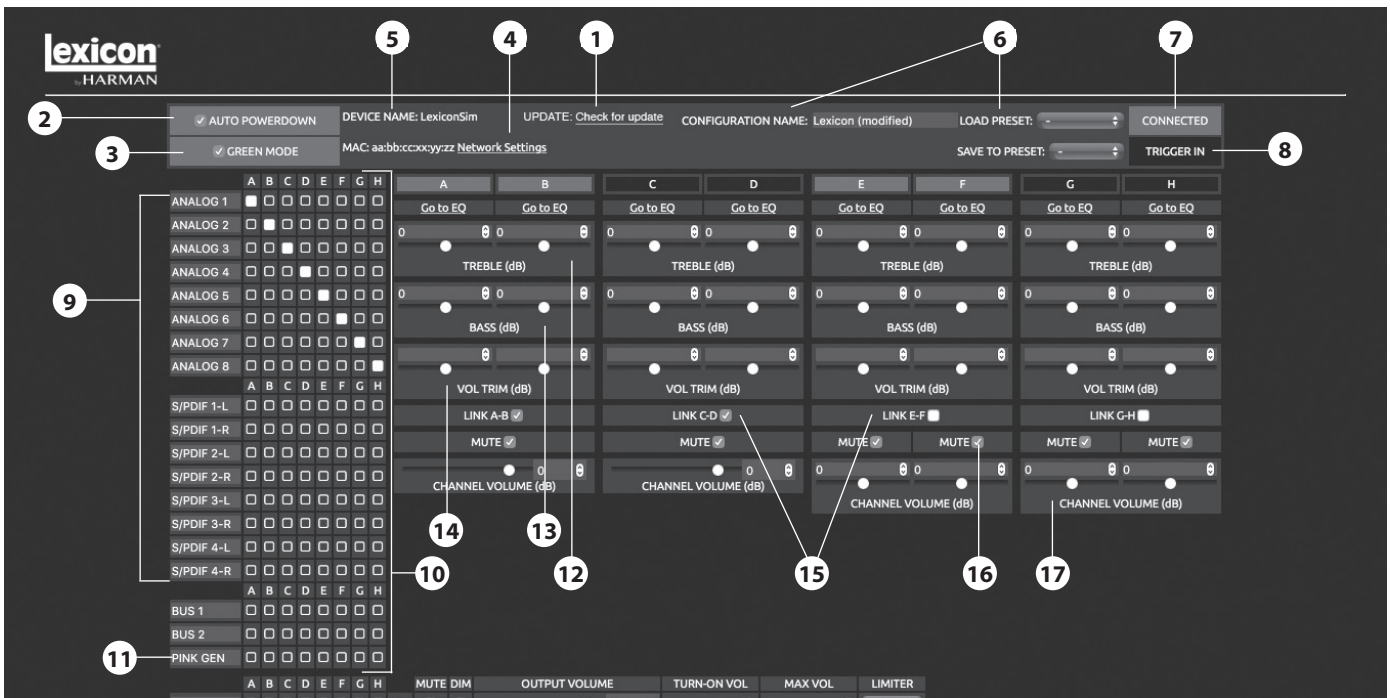 lexicon
by HARMAN
5 4 1 6 7
2 AUTO POWERDOWN DEVICE NAME: LexiconSim UPDATE: Check for update CONFIGURATION NAME: Lexicon (modified) LOAD PRESET: - CONNECTED
3 GREEN MODE MAC: aa:bb:cc:xx:yy:zz Network Settings SAVE TO PRESET: - TRIGGER IN 8
A B C D E F G H A B C D E F G H
ANALOG 1 Go to EQ Go to EQ Go to EQ Go to EQ Go to EQ Go to EQ Go to EQ Go to EQ
ANALOG 2 0 0 0 0 0 0 0 0
ANALOG 3
ANALOG 4 TREBLE (dB) TREBLE (dB) TREBLE (dB) TREBLE (dB)
9 ANALOG 5 0 0 0 0 0 0 0 0
ANALOG 6 BASS (dB) BASS (dB) BASS (dB) BASS (dB)
ANALOG 7
ANALOG 8
A B C D E F G H VOL TRIM (dB) VOL TRIM (dB) VOL TRIM (dB) VOL TRIM (dB)
S/PDIF 1-L LINK A-B LINK C-D LINK E-F LINK G-H
S/PDIF 1-R MUTE MUTE MUTE MUTE MUTE MUTE
S/PDIF 2-L
S/PDIF 2-R 0 0 0 0 0 0
CHANNEL VOLUME (dB) CHANNEL VOLUME (dB)
S/PDIF 3-L CHANNEL VOLUME (dB) CHANNEL VOLUME (dB)
S/PDIF 3-R 14 13
S/PDIF 4-L
S/PDIF 4-R 10 12 15 16 17
A B C D E F G H
BUS 1
BUS 2
11 PINK GEN
A B C D E F G H MUTE DIM OUTPUT VOLUME TURN-ON VOL MAX VOL LIMITER